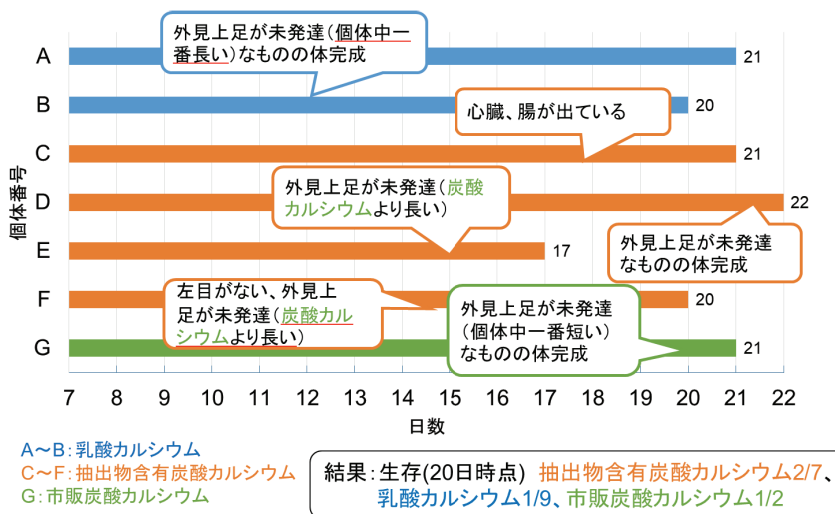 外見上足が未発達(個体中一
番長い)なものの体完成
A
21
B
20
心臓、腸が出ている
C
21
外見上足が未発達(炭酸
カルシウムより長い)
D
22
外見上足が未発達
なものの体完成
E
17
左目がない、外見上
足が未発達(炭酸カル
シウムより長い)
F
20
外見上足が未発達
(個体中一番短い)
なものの体完成
G
21
個体番号
7 8 9 10 11 12 13 14 15 16 17 18 19 20 21 22
日数
A~B:乳酸カルシウム
C~F:抽出物含有炭酸カルシウム
G:市販炭酸カルシウム
結果:生存(20日時点) 抽出物含有炭酸カルシウム2/7、
乳酸カルシウム1/9、市販炭酸カルシウム1/2